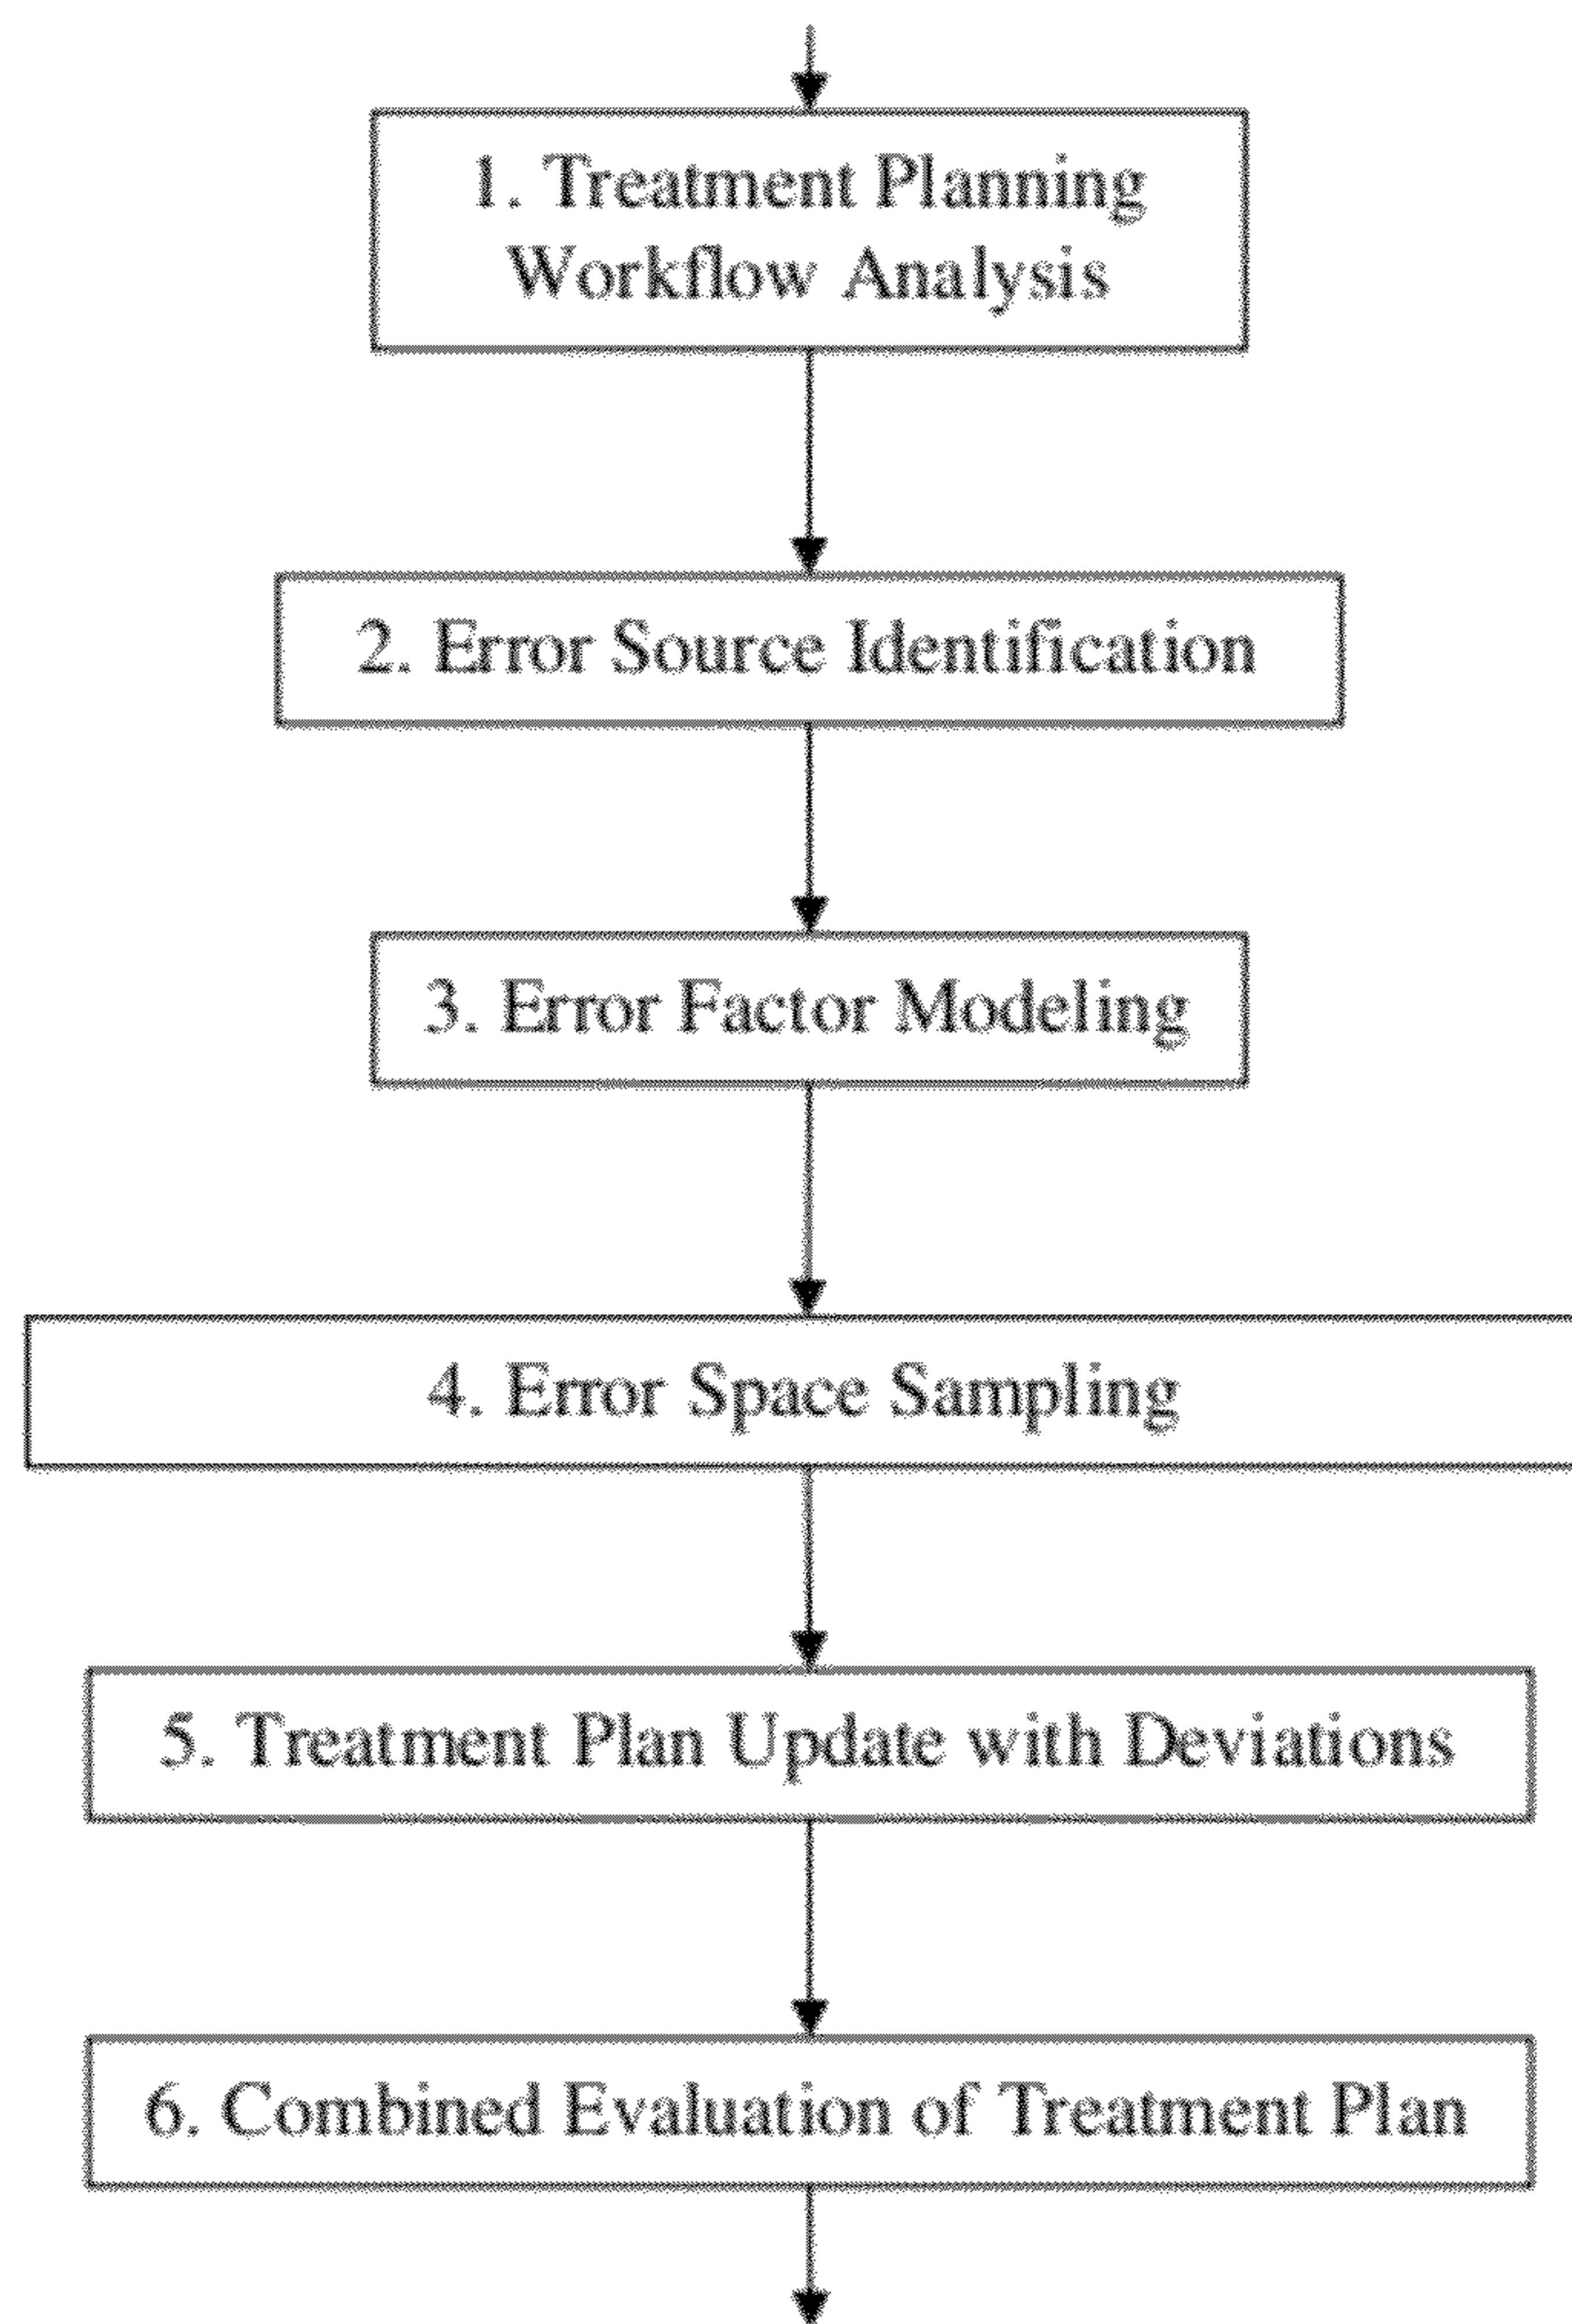 1. Treatment Planning
Workflow Analysis
2. Error Source Identification
3. Error Factor Modeling
4. Error Space Sampling
5. Treatment Plan Update with Deviations
6. Combined Evaluation of Treatment Plan